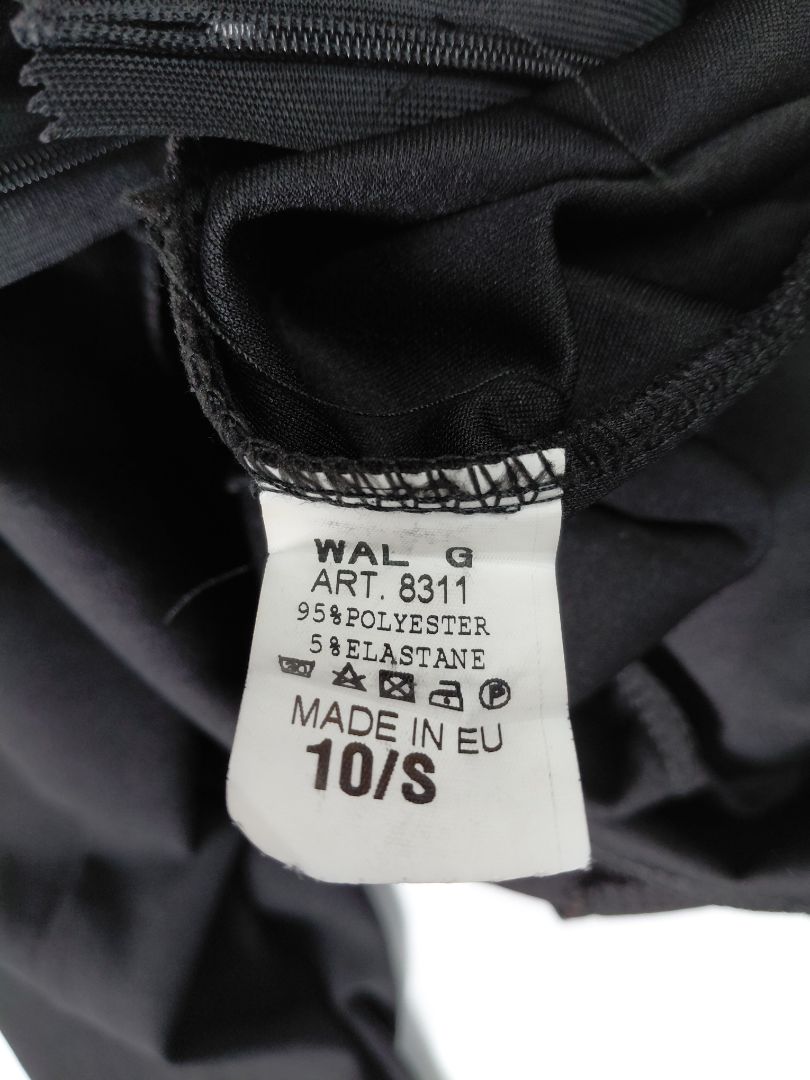 WAL G
ART. 8311
95%POLYESTER
5%ELASTANE
MADE IN EU
10/S